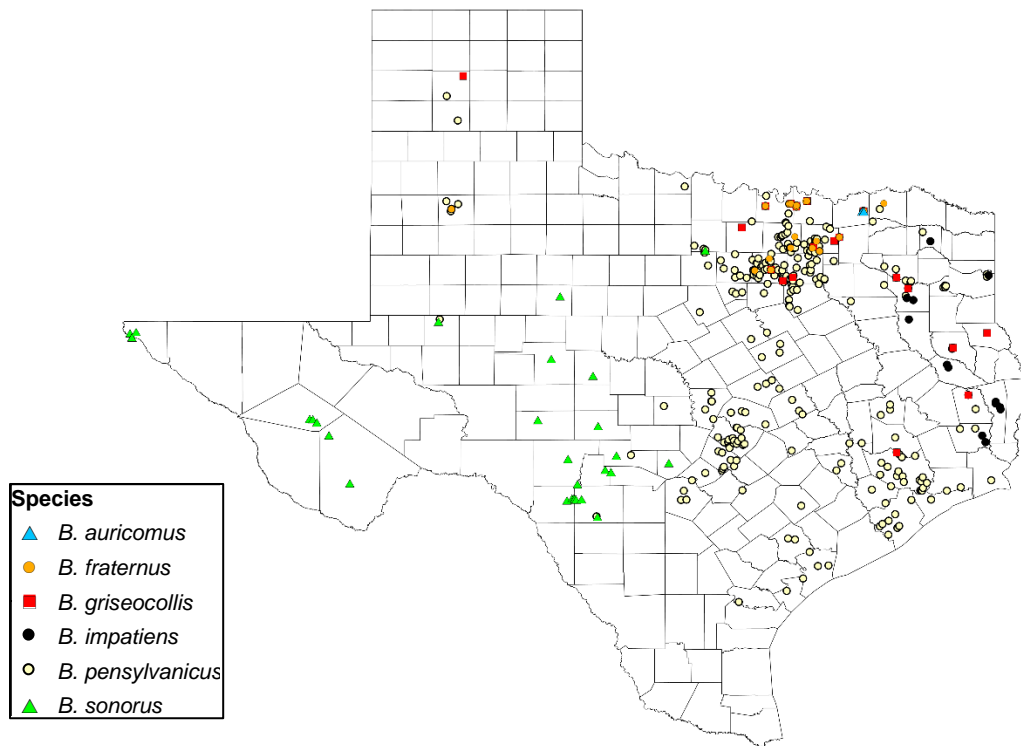 Species
B. auricomus
B. fraternus
B. griseocollis
B. impatiens
B. pensylvanicus
B. sonorus